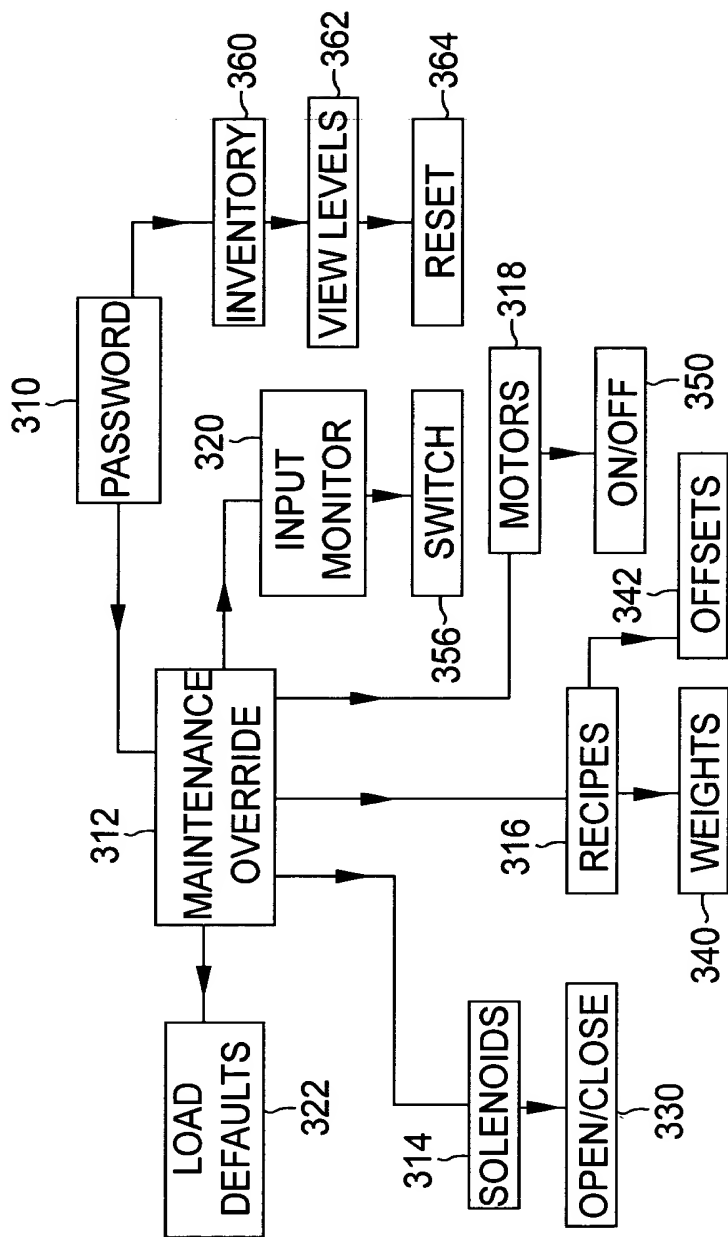 310
PASSWORD
INVENTORY
360
VIEW LEVELS
362
RESET
364
312
MAINTENANCE
OVERRIDE
320
INPUT
MONITOR
SWITCH
356
MOTORS
318
ON/OFF
350
LOAD
DEFAULTS
322
314
SOLENOIDS
OPEN/CLOSE
330
316
RECIPES
340
WEIGHTS
342
OFFSETS